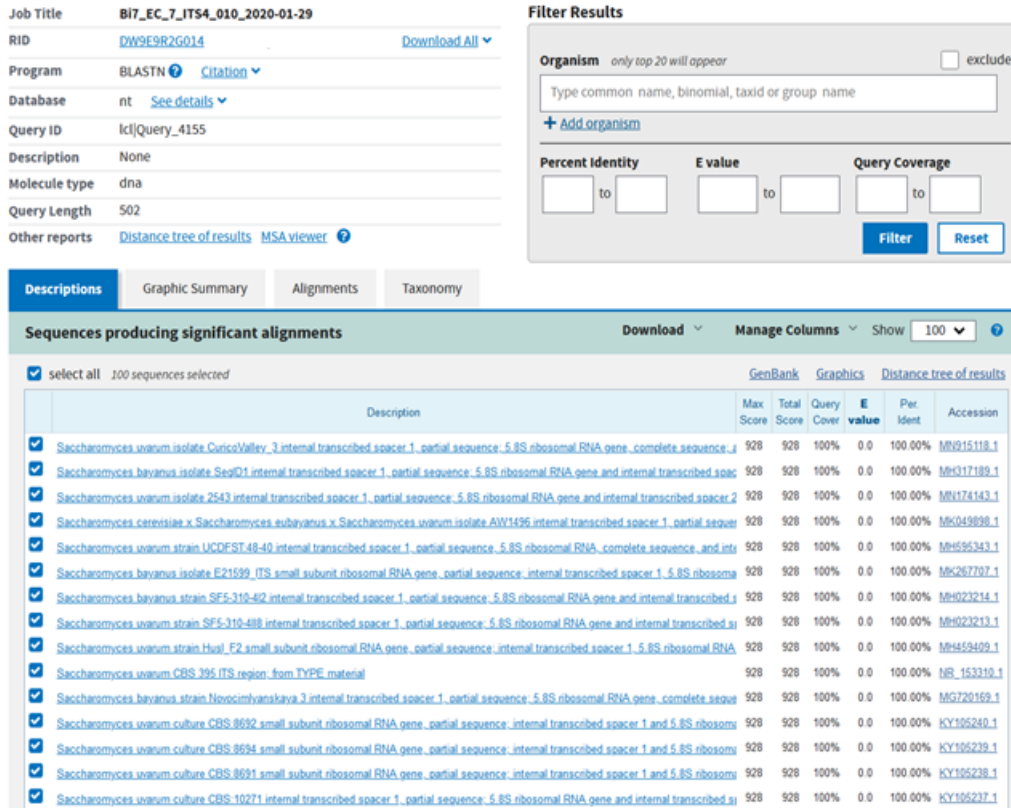 Job Title Bi7_EC_7_ITS4_010_2020-01-29
RID DW9E9R2G014 Download All
Program BLASTN ? Citation
Database nt See details
Query ID lcl|Query_4155
Description None
Molecule type dna
Query Length 502
Other reports Distance tree of results MSA viewer ?
Filter Results
Organism only top 20 will appear exclude
Type common name, binomial, taxid or group name
+ Add organism
Percent Identity E value Query Coverage
to to to
Filter Reset
Descriptions Graphic Summary Alignments Taxonomy
Sequences producing significant alignments Download Manage Columns Show 100 ?
select all 100 sequences selected GenBank Graphics Distance tree of results
Description Max Score Total Score Query Cover E value Per. Ident Accession
Saccharomyces uvarum isolate CuricoValley_3 internal transcribed spacer 1, partial sequence; 5.8S ribosomal RNA gene, complete sequence; 928 928 100% 0.0 100.00% MN915118.1
Saccharomyces bayanus isolate SegID1 internal transcribed spacer 1, partial sequence; 5.8S ribosomal RNA gene and internal transcribed spac 928 928 100% 0.0 100.00% MH317189.1
Saccharomyces uvarum isolate 2543 internal transcribed spacer 1, partial sequence; 5.8S ribosomal RNA gene and internal transcribed spacer 2 928 928 100% 0.0 100.00% MN174143.1
Saccharomyces cerevisiae x Saccharomyces eubayanus x Saccharomyces uvarum isolate AW1496 internal transcribed spacer 1, partial seque 928 928 100% 0.0 100.00% MK049898.1
Saccharomyces uvarum strain UCDFST:48-40 internal transcribed spacer 1, partial sequence, 5.8S ribosomal RNA, complete sequence, and inte 928 928 100% 0.0 100.00% MH595343.1
Saccharomyces bayanus isolate E21599_ITS small subunit ribosomal RNA gene, partial sequence; internal transcribed spacer 1, 5.8S ribosoma 928 928 100% 0.0 100.00% MK267707.1
Saccharomyces bayanus strain SF5-310-4I2 internal transcribed spacer 1, partial sequence; 5.8S ribosomal RNA gene and internal transcribed s 928 928 100% 0.0 100.00% MH023214.1
Saccharomyces uvarum strain SF5-310-4II8 internal transcribed spacer 1, partial sequence; 5.8S ribosomal RNA gene and internal transcribed s 928 928 100% 0.0 100.00% MH023213.1
Saccharomyces uvarum strain Husl_F2 small subunit ribosomal RNA gene, partial sequence; internal transcribed spacer 1, 5.8S ribosomal RNA 928 928 100% 0.0 100.00% MH459409.1
Saccharomyces uvarum CBS 395 ITS region; from TYPE material 928 928 100% 0.0 100.00% NR_153310.1
Saccharomyces bayanus strain Novocimlyanskaya 3 internal transcribed spacer 1, partial sequence; 5.8S ribosomal RNA gene, complete seque 928 928 100% 0.0 100.00% MG720169.1
Saccharomyces uvarum culture CBS:8692 small subunit ribosomal RNA gene, partial sequence; internal transcribed spacer 1 and 5.8S ribosoma 928 928 100% 0.0 100.00% KY105240.1
Saccharomyces uvarum culture CBS:8694 small subunit ribosomal RNA gene, partial sequence; internal transcribed spacer 1 and 5.8S ribosoma 928 928 100% 0.0 100.00% KY105239.1
Saccharomyces uvarum culture CBS:8691 small subunit ribosomal RNA gene, partial sequence; internal transcribed spacer 1 and 5.8S ribosoma 928 928 100% 0.0 100.00% KY105238.1
Saccharomyces uvarum culture CBS:10271 internal transcribed spacer 1, partial sequence; 5.8S ribosomal RNA gene and internal transcribed s 928 928 100% 0.0 100.00% KY105237.1